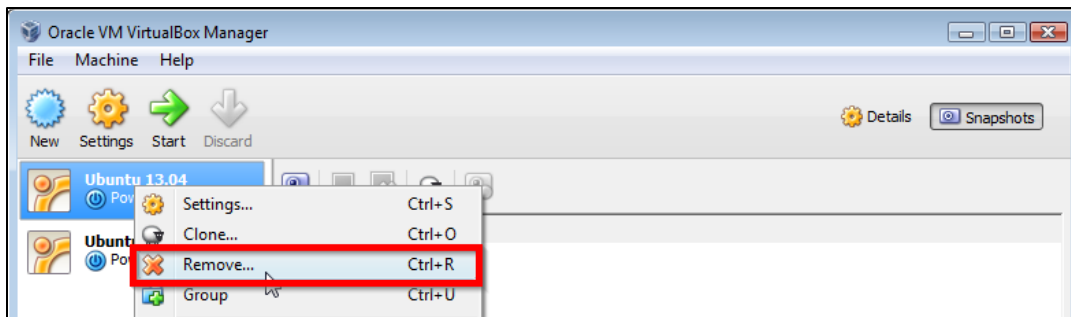 Oracle VM VirtualBox Manager
File Machine Help
New Settings Start Discard
Details Snapshots
Ubuntu 13.04
Settings... Ctrl+S
Clone... Ctrl+O
Remove... Ctrl+R
Group Ctrl+U